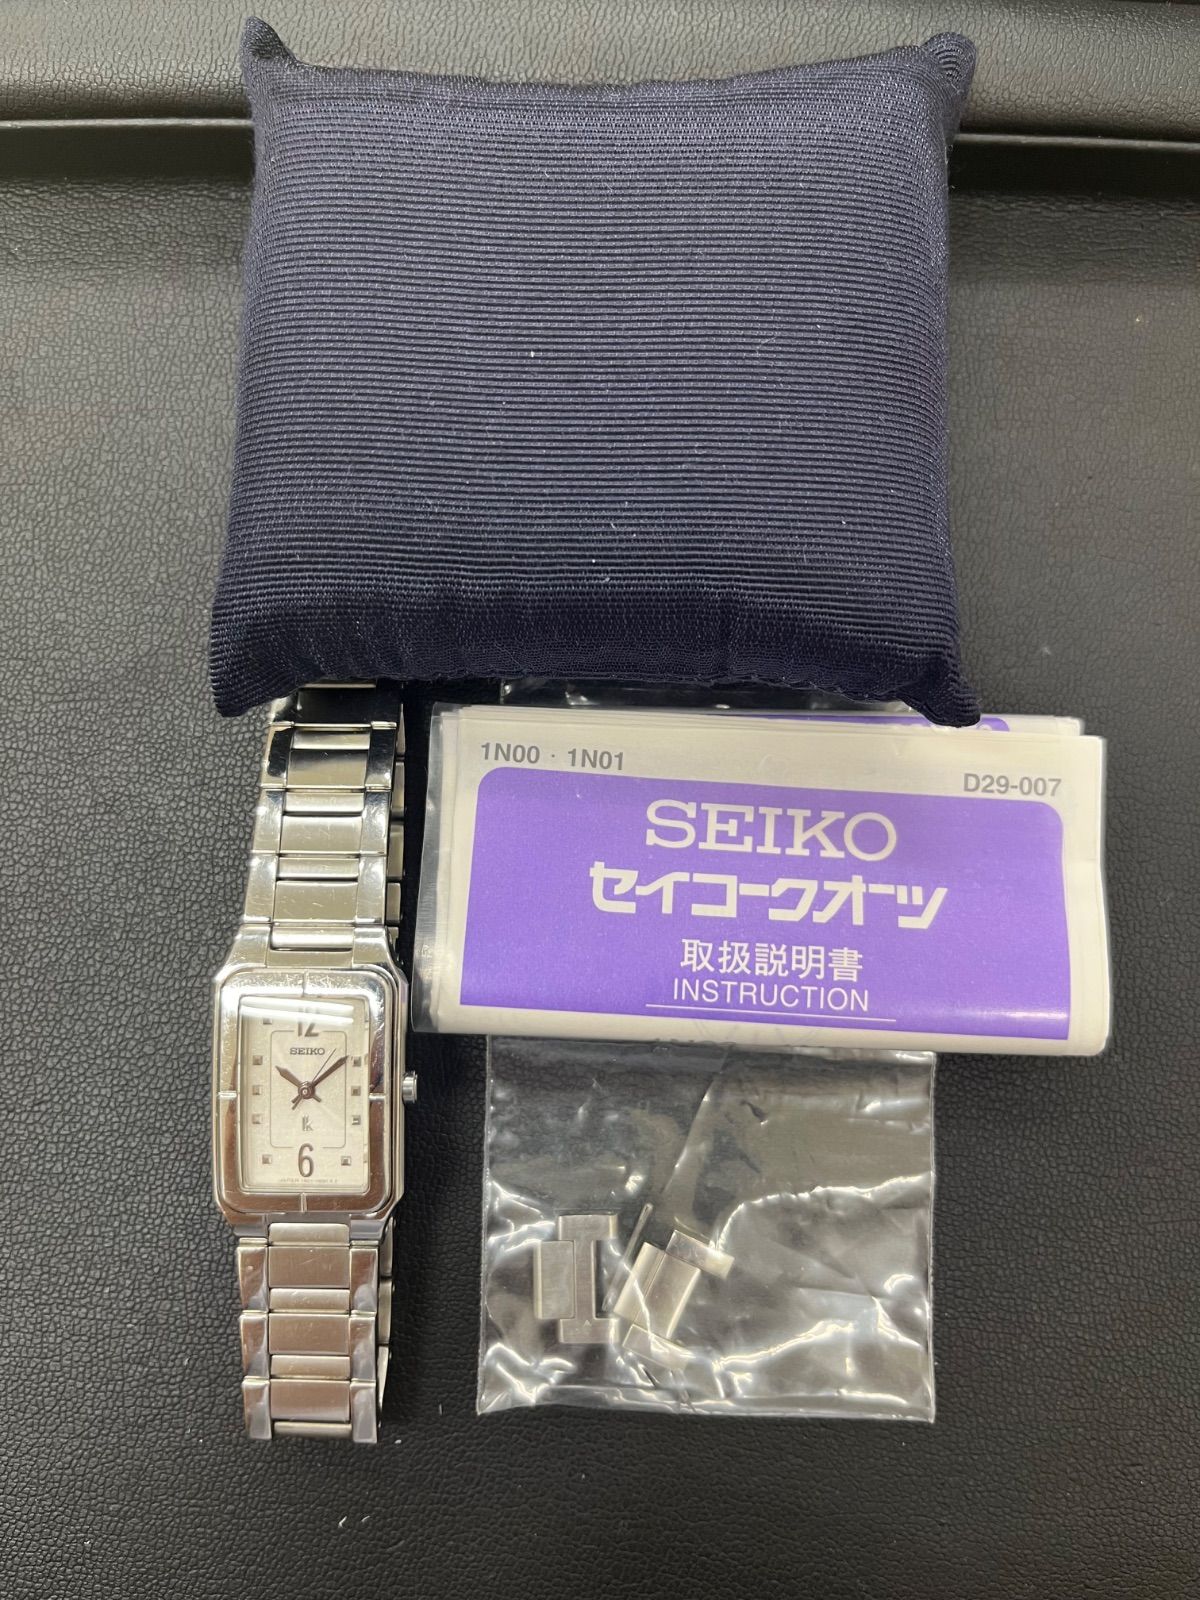 1N00・1N01
D29-007
SEIKO
セイコークオーツ
取扱説明書
INSTRUCTION
12
SEIKO
6